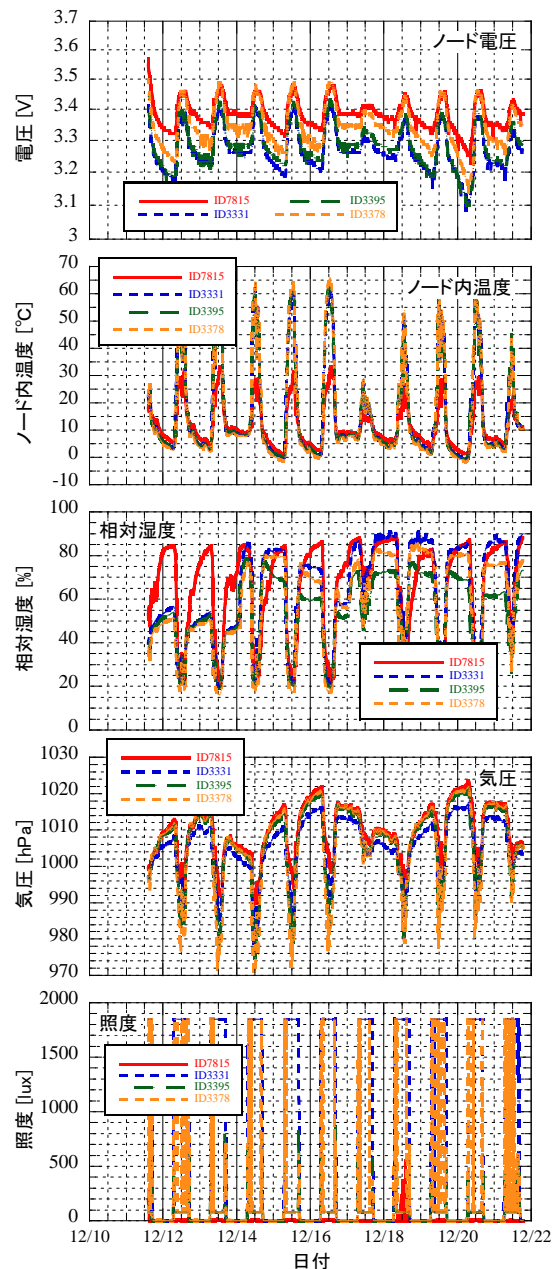 ノード電圧
電圧 [V]
3.7
3.6
3.5
3.4
3.3
3.2
3.1
3
ID7815
ID3395
ID3331
ID3378
ノード内温度
ノード内温度 [℃]
70
60
50
40
30
20
10
0
-10
ID7815
ID3331
ID3395
ID3378
相対湿度
相対湿度 [%]
100
80
60
40
20
0
ID7815
ID3331
ID3395
ID3378
気圧
気圧 [hPa]
1030
1020
1010
1000
990
980
970
ID7815
ID3331
ID3395
ID3378
照度
照度 [lux]
2000
1500
1000
500
0
ID7815
ID3331
ID3395
ID3378
12/10 12/12 12/14 12/16 12/18 12/20 12/22
日付